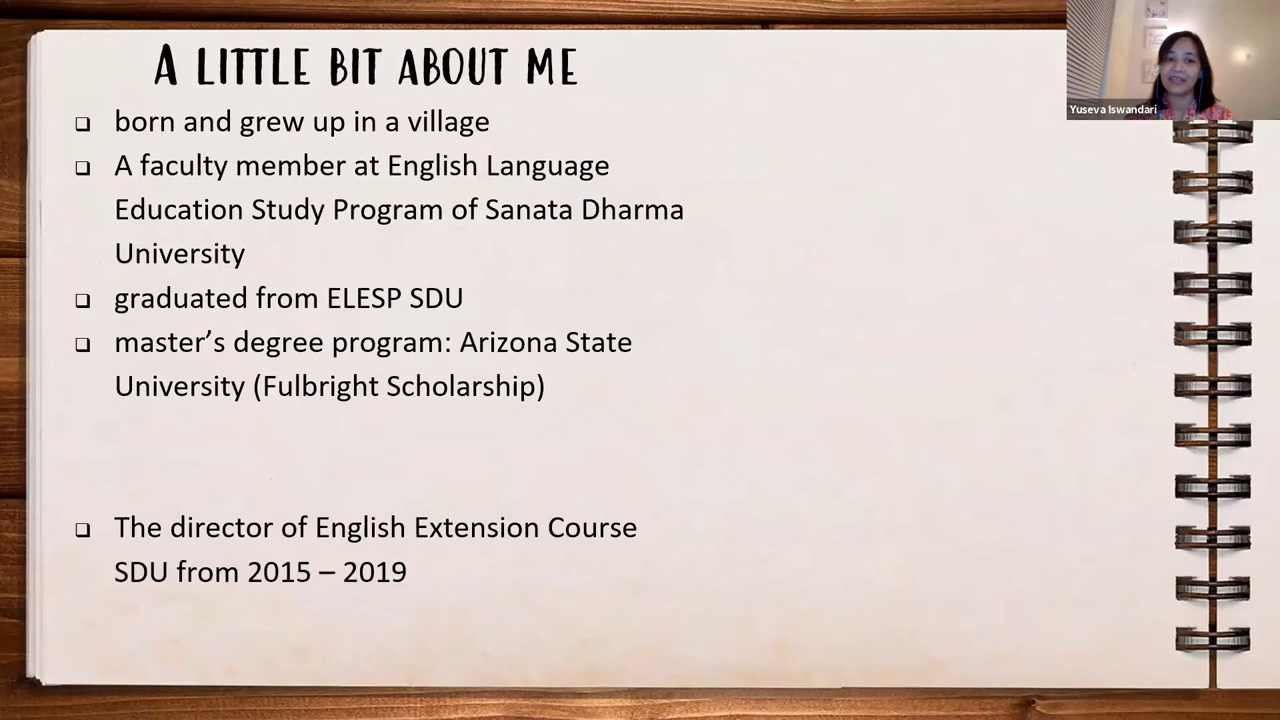 A LITTLE BIT ABOUT ME
born and grew up in a village
A faculty member at English Language
Education Study Program of Sanata Dharma
University
graduated from ELESP SDU
master’s degree program: Arizona State
University (Fulbright Scholarship)
The director of English Extension Course
SDU from 2015 – 2019
Yuseva Iswandari